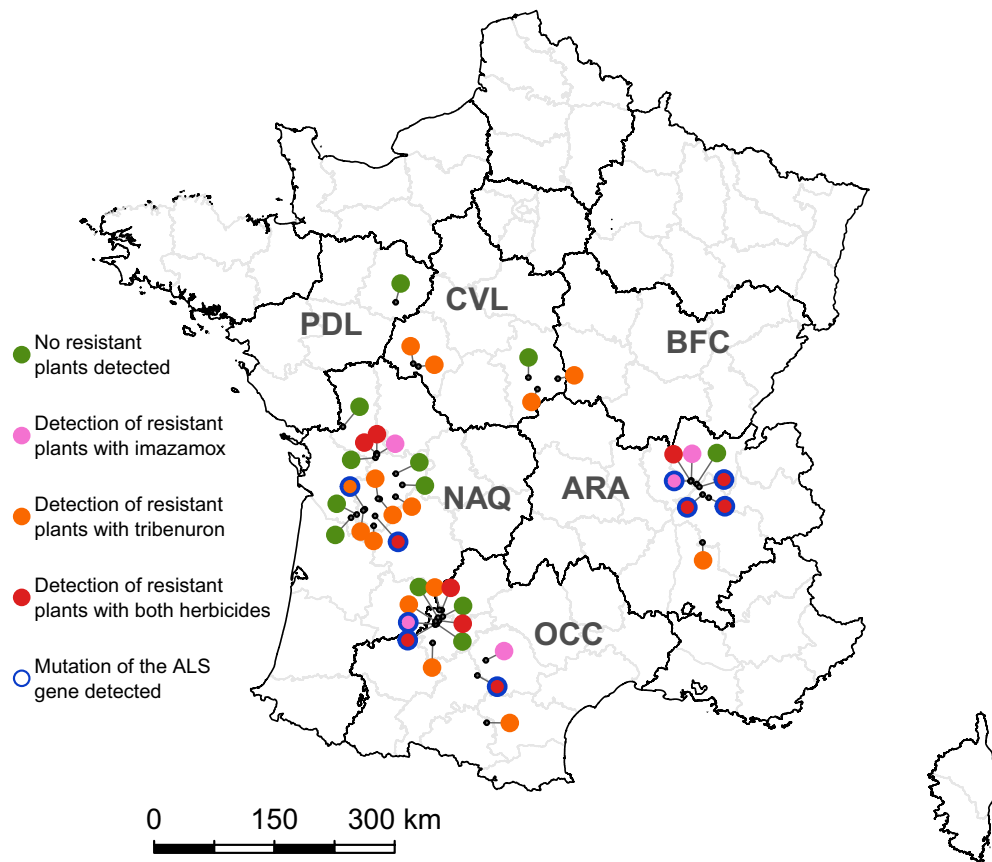 CVL
PDL
BFC
No resistant
plants detected
Detection of resistant
plants with imazamox
NAQ
ARA
Detection of resistant
plants with tribenuron
Detection of resistant
plants with both herbicides
OCC
Mutation of the ALS
gene detected
0 150 300 km